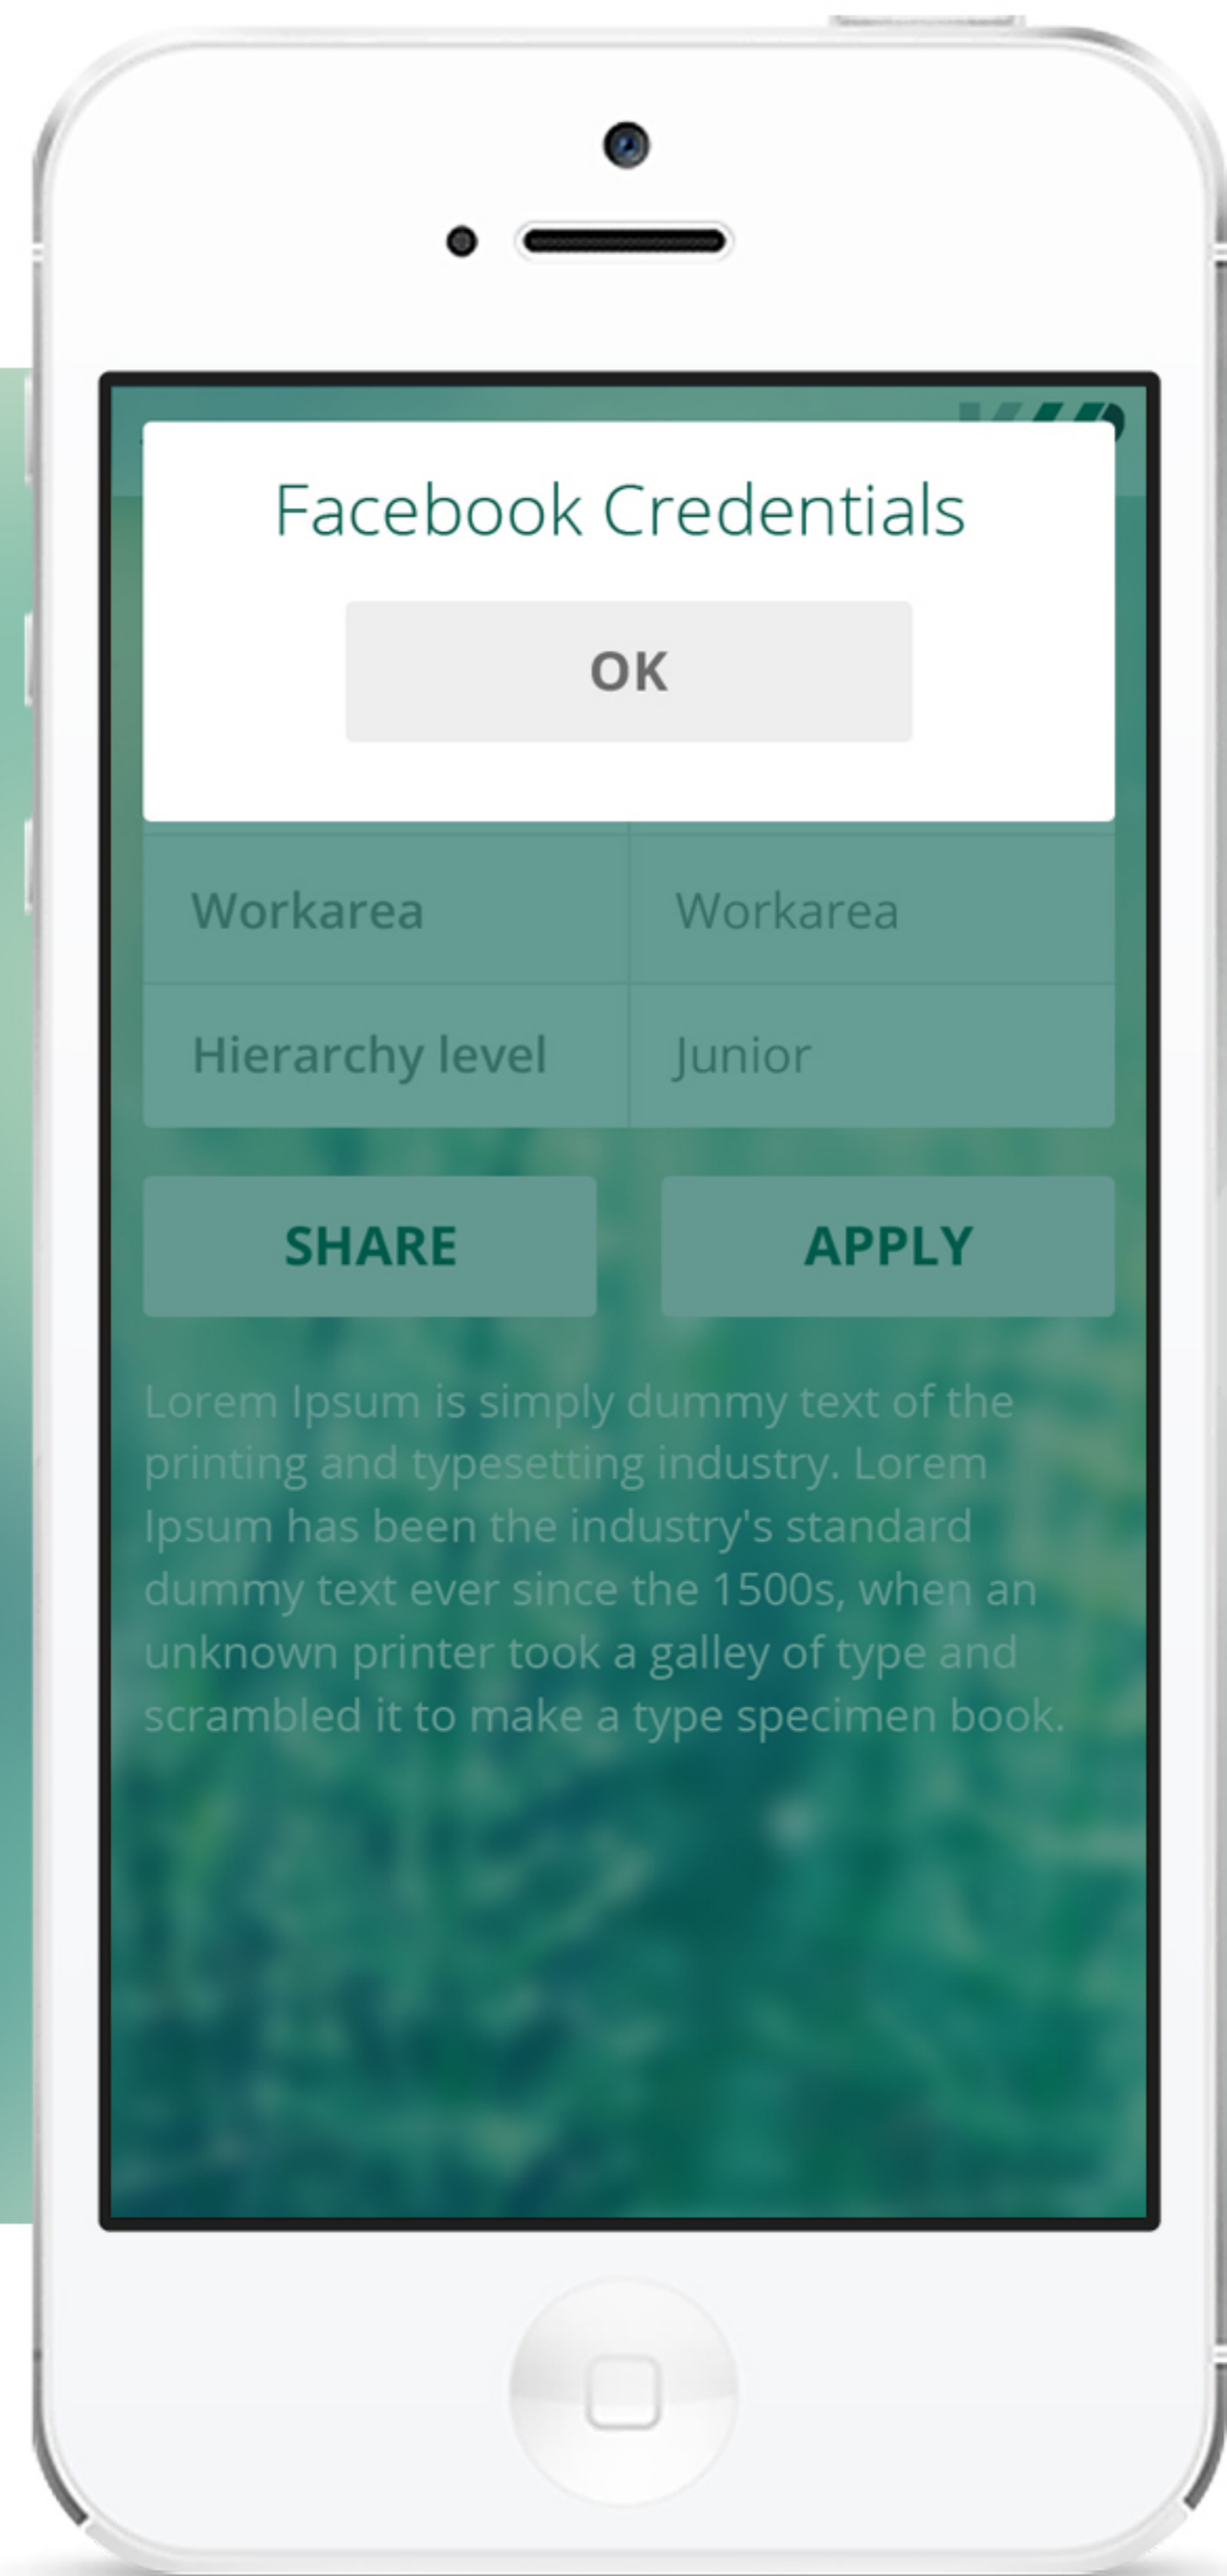 Facebook Credentials
OK
Workarea Workarea
Hierarchy level Junior
SHARE APPLY
Lorem Ipsum is simply dummy text of the
printing and typesetting industry. Lorem
Ipsum has been the industry's standard
dummy text ever since the 1500s, when an
unknown printer took a galley of type and
scrambled it to make a type specimen book.